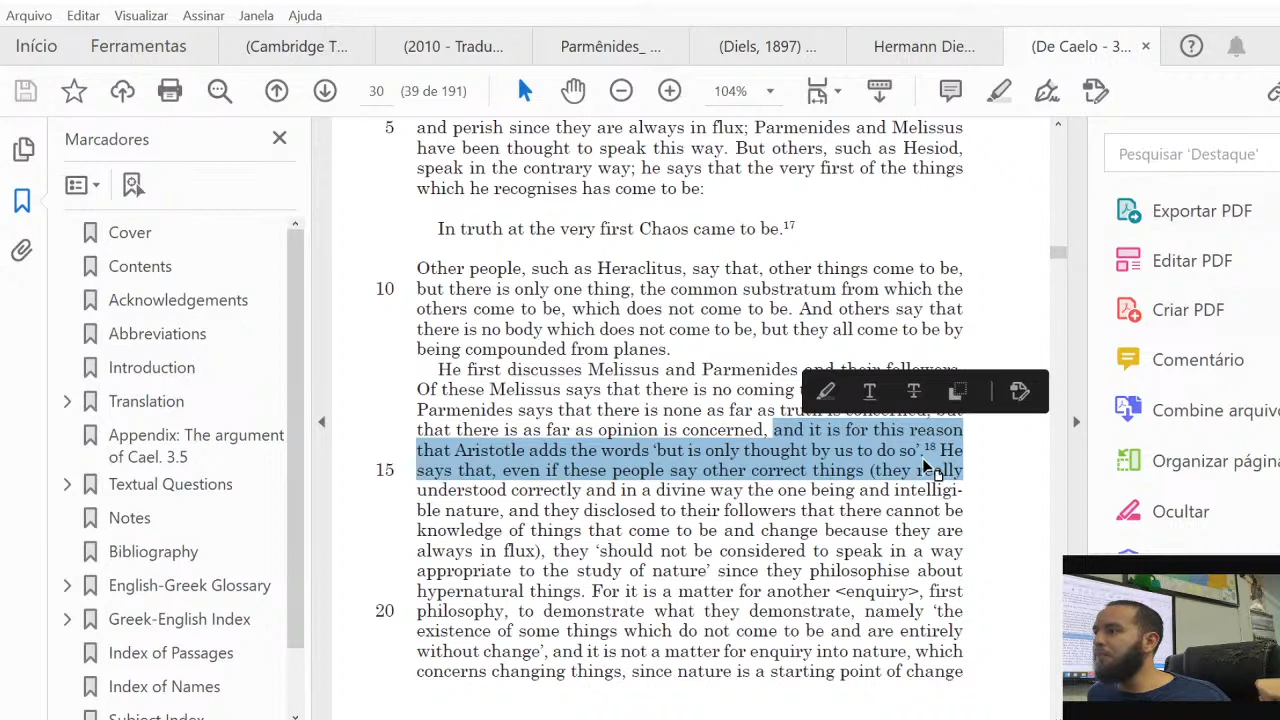 Arquivo Editar Visualizar Assinar Janela Ajuda
Início Ferramentas (Cambridge T... (2010 - Tradu... Parmênides_ ... (Diels, 1897) ... Hermann Die... (De Caelo - 3... ×
30 (39 de 191) 104%
Marcadores
Cover
Contents
Acknowledgements
Abbreviations
Introduction
Translation
Appendix: The argument
of Cael. 3.5
Textual Questions
Notes
Bibliography
English-Greek Glossary
Greek-English Index
Index of Passages
Index of Names
Subject Index
5 and perish since they are always in flux; Parmenides and Melissus
have been thought to speak this way. But others, such as Hesiod,
speak in the contrary way; he says that the very first of the things
which he recognises has come to be:
In truth at the very first Chaos came to be.17
Other people, such as Heraclitus, say that, other things come to be,
10 but there is only one thing, the common substratum from which the
others come to be, which does not come to be. And others say that
there is no body which does not come to be, but they all come to be by
being compounded from planes.
He first discusses Melissus and Parmenides and their followers.
Of these Melissus says that there is no coming
Parmenides says that there is none as far as truth is concerned, but
that there is as far as opinion is concerned, and it is for this reason
that Aristotle adds the words ‘but is only thought by us to do so’.18 He
15 says that, even if these people say other correct things (they really
understood correctly and in a divine way the one being and intelligi-
ble nature, and they disclosed to their followers that there cannot be
knowledge of things that come to be and change because they are
always in flux), they ‘should not be considered to speak in a way
appropriate to the study of nature’ since they philosophise about
hypernatural things. For it is a matter for another <enquiry>, first
20 philosophy, to demonstrate what they demonstrate, namely ‘the
existence of some things which do not come to be and are entirely
without change’, and it is not a matter for enquiry into nature, which
concerns changing things, since nature is a starting point of change
Pesquisar 'Destaque'
Exportar PDF
Editar PDF
Criar PDF
Comentário
Combine arquivo
Organizar página
Ocultar